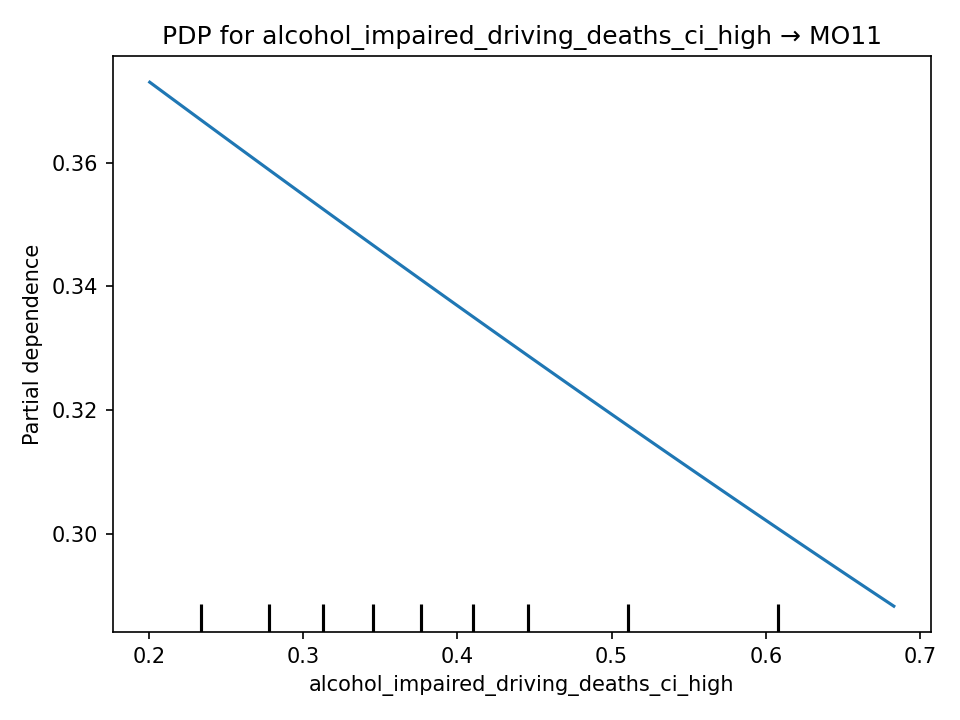 PDP for alcohol_impaired_driving_deaths_ci_high → MO11
Partial dependence
0.36
0.34
0.32
0.30
0.2 0.3 0.4 0.5 0.6 0.7
alcohol_impaired_driving_deaths_ci_high